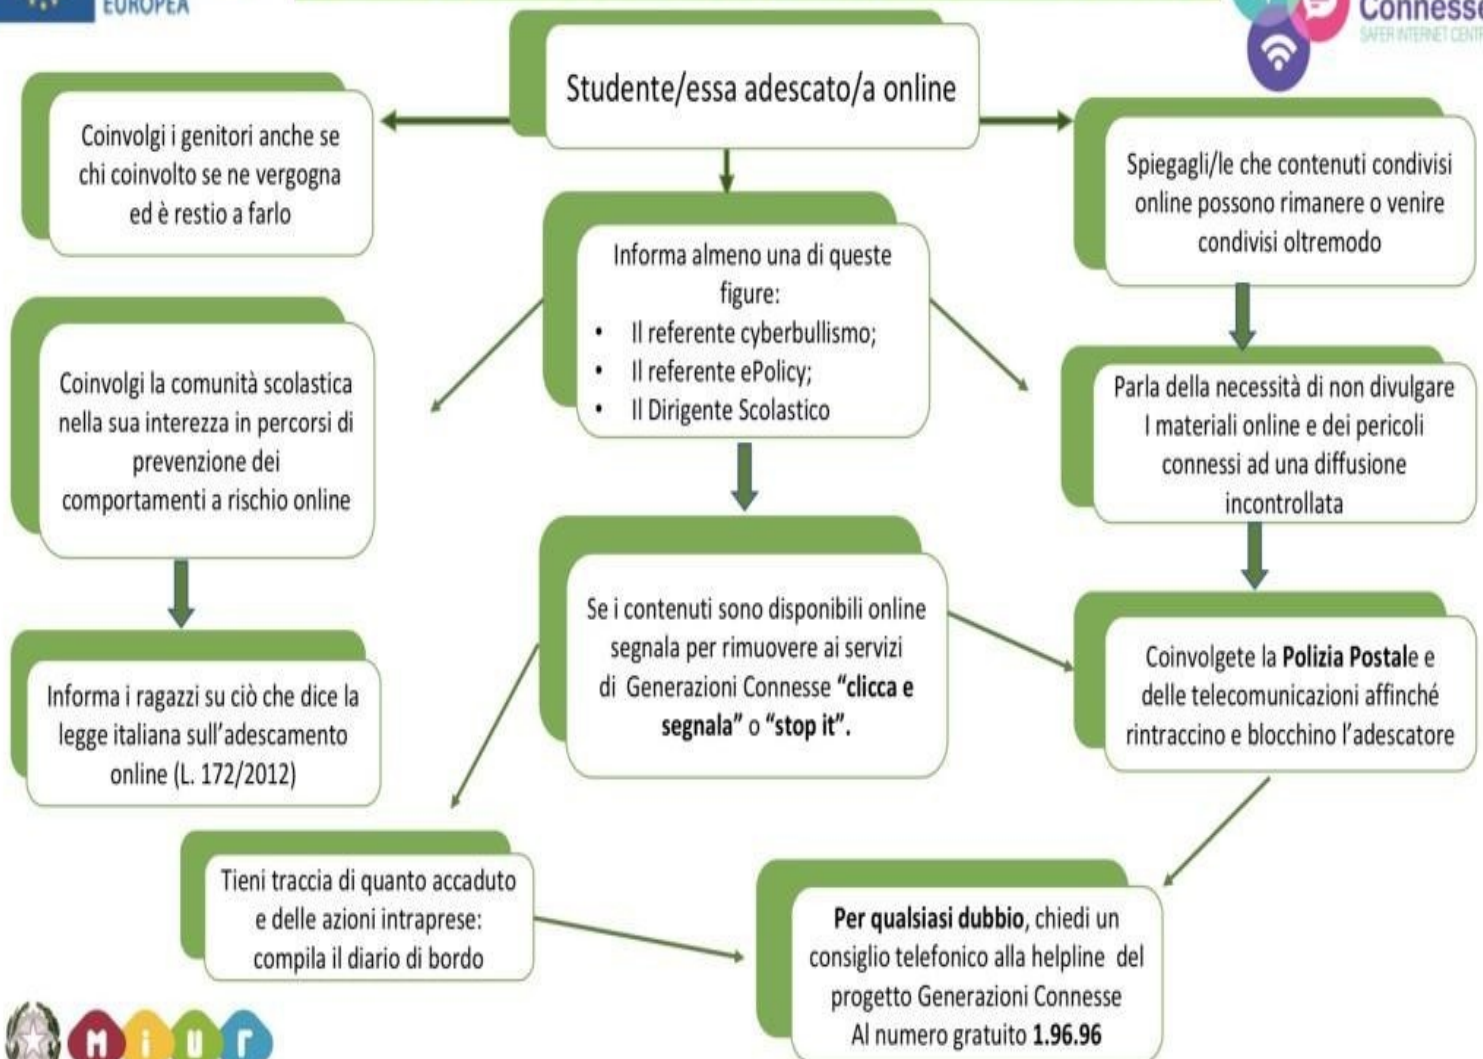 EUROPEA
Connesse
SAFER INTERNET CENTR
Studente/essa adescato/a online
Coinvolgi i genitori anche se
chi coinvolto se ne vergogna
ed è restio a farlo
Spiegagli/le che contenuti condivisi
online possono rimanere o venire
condivisi oltremodo
Informa almeno una di queste
figure:
• Il referente cyberbullismo;
• Il referente ePolicy;
• Il Dirigente Scolastico
Coinvolgi la comunità scolastica
nella sua interezza in percorsi di
prevenzione dei
comportamenti a rischio online
Parla della necessità di non divulgare
I materiali online e dei pericoli
connessi ad una diffusione
incontrollata
Se i contenuti sono disponibili online
segnala per rimuovere ai servizi
di Generazioni Connesse “clicca e
segnala” o “stop it”.
Coinvolgete la Polizia Postale e
delle telecomunicazioni affinché
rintraccino e blocchino l’adescatore
Informa i ragazzi su ciò che dice la
legge italiana sull’adescamento
online (L. 172/2012)
Tieni traccia di quanto accaduto
e delle azioni intraprese:
compila il diario di bordo
Per qualsiasi dubbio, chiedi un
consiglio telefonico alla helpline del
progetto Generazioni Connesse
Al numero gratuito 1.96.96
miur